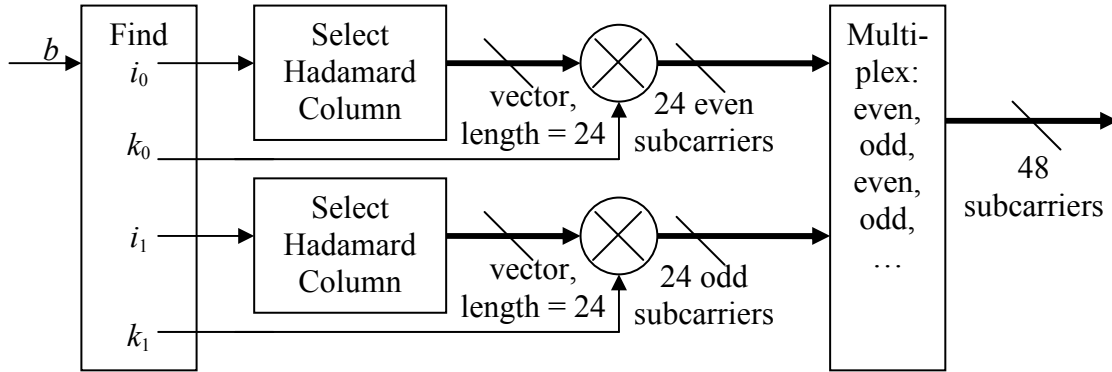 b
Find
i0
k0
i1
k1
Select
Hadamard
Column
vector,
length = 24
24 even
subcarriers
Select
Hadamard
Column
vector,
length = 24
24 odd
subcarriers
Multi-
plex:
even,
odd,
even,
odd,
…
48
subcarriers